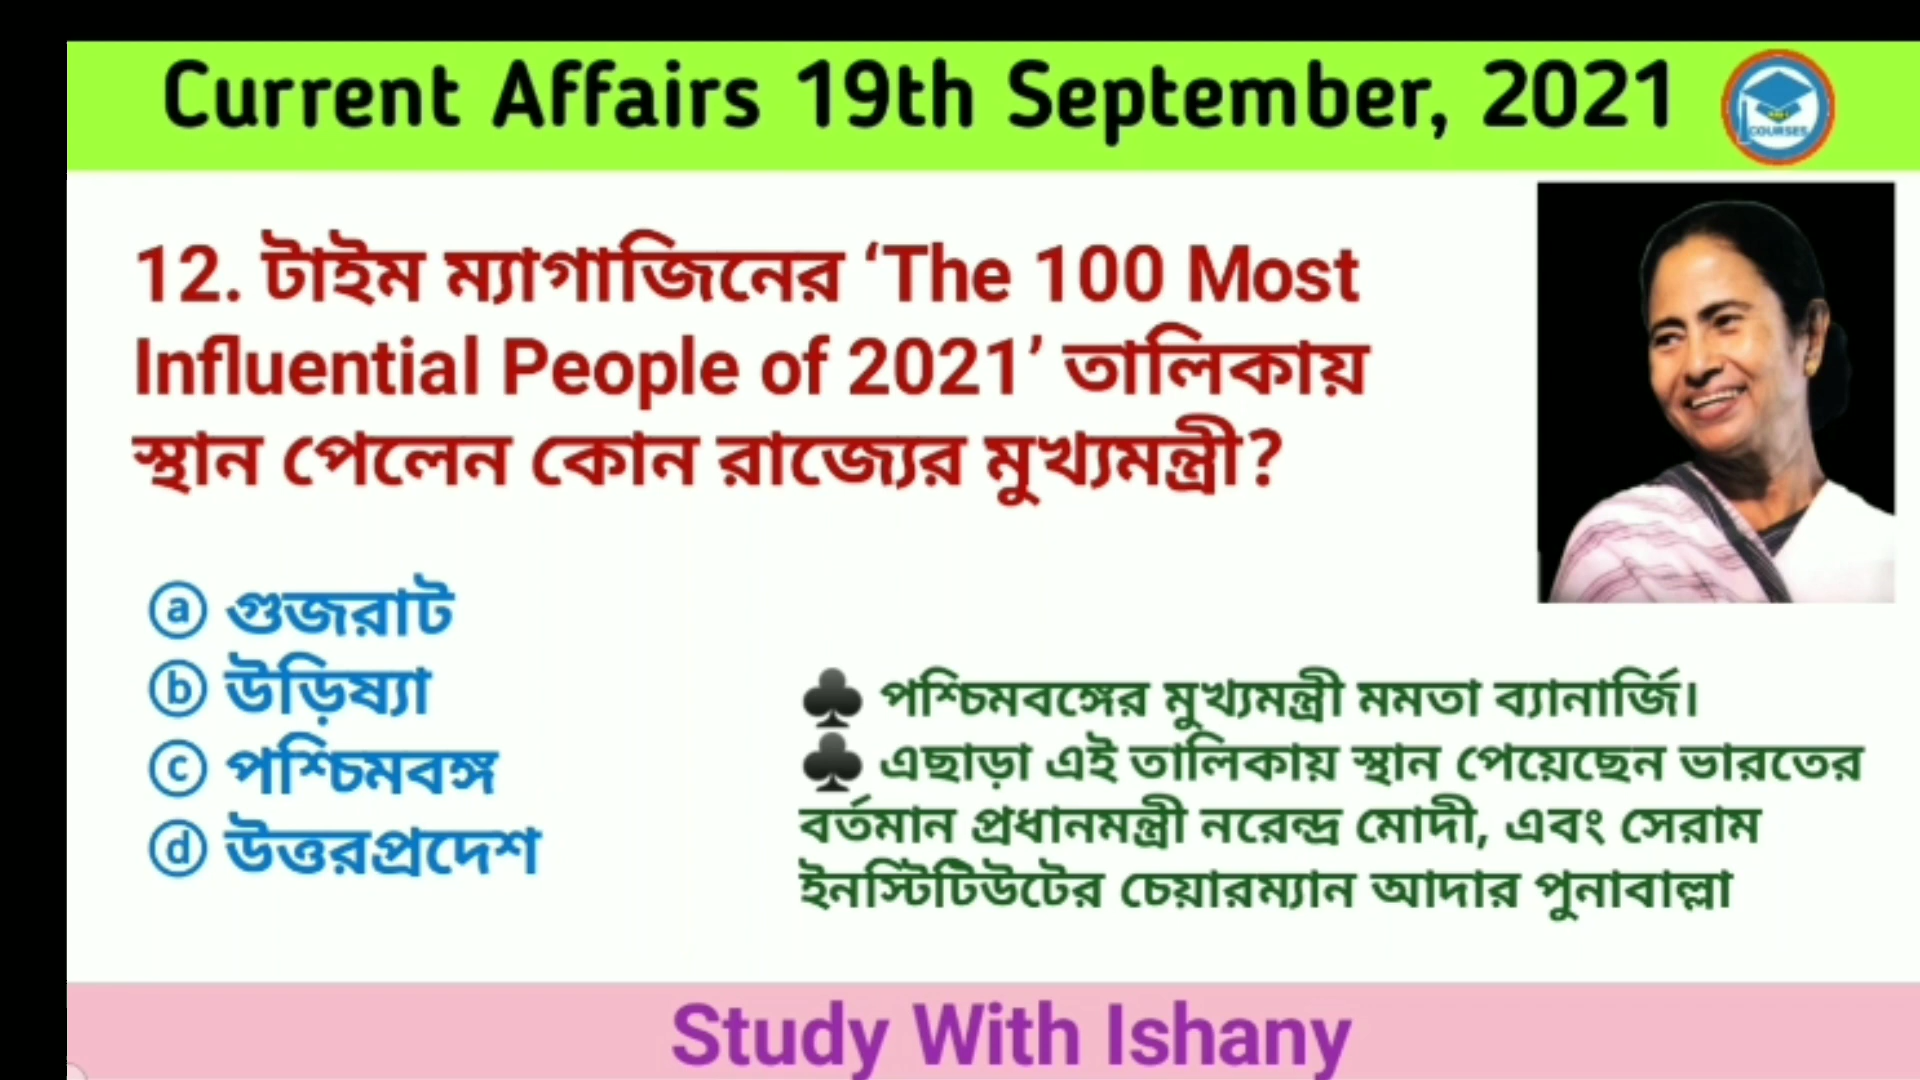 Current Affairs 19th September, 2021
COURSES
12. টাইম ম্যাগাজিনের ‘The 100 Most
Influential People of 2021’ তালিকায়
স্থান পেলেন কোন রাজ্যের মুখ্যমন্ত্রী?
ⓐ গুজরাট
ⓑ উড়িষ্যা
ⓒ পশ্চিমবঙ্গ
ⓓ উত্তরপ্রদেশ
♣ পশ্চিমবঙ্গের মুখ্যমন্ত্রী মমতা ব্যানার্জি।
♣ এছাড়া এই তালিকায় স্থান পেয়েছেন ভারতের
বর্তমান প্রধানমন্ত্রী নরেন্দ্র মোদী, এবং সেরাম
ইনস্টিটিউটের চেয়ারম্যান আদার পুনাবাল্লা
Study With Ishany